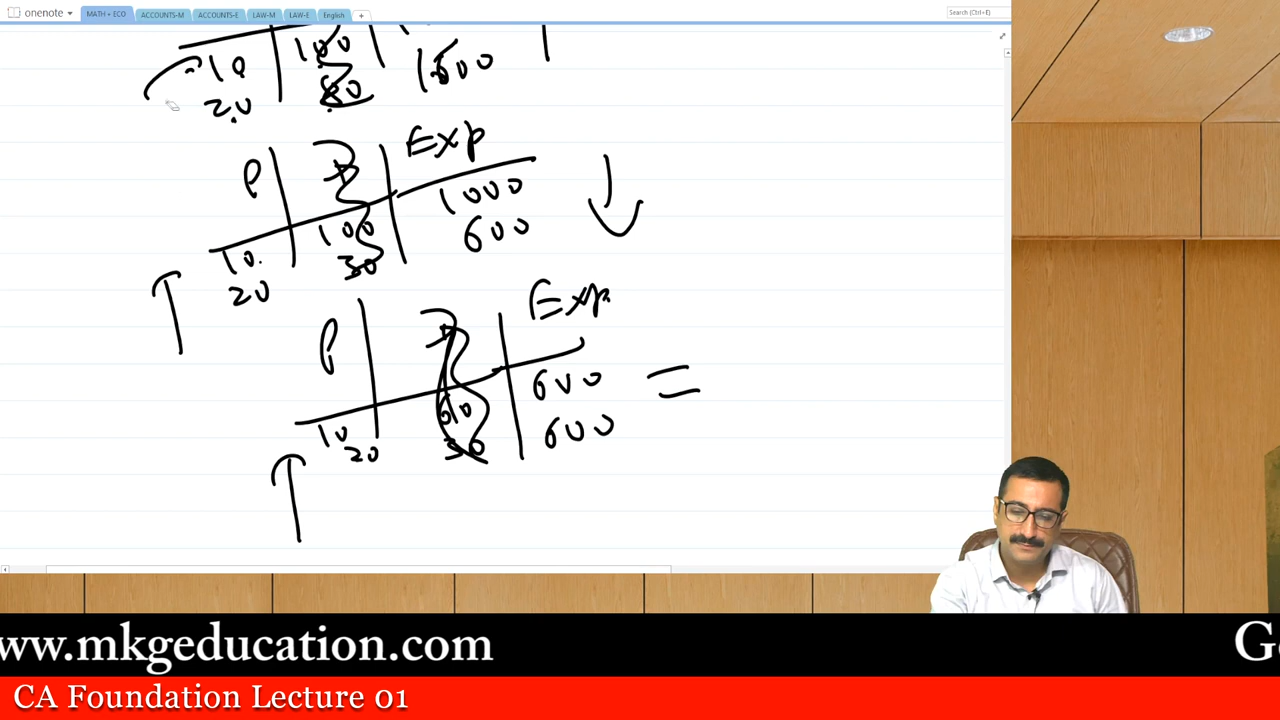 onenote MATH + ECO ACCOUNTS-M ACCOUNTS-E LAW-M LAW-E English + Search (Ctrl+E)
10 100
20 80 1600
P D Exp
10 100 1000
20 30 600
P D Exp
10 60 600 =
20 30 600
www.mkgeducation.com G
CA Foundation Lecture 01